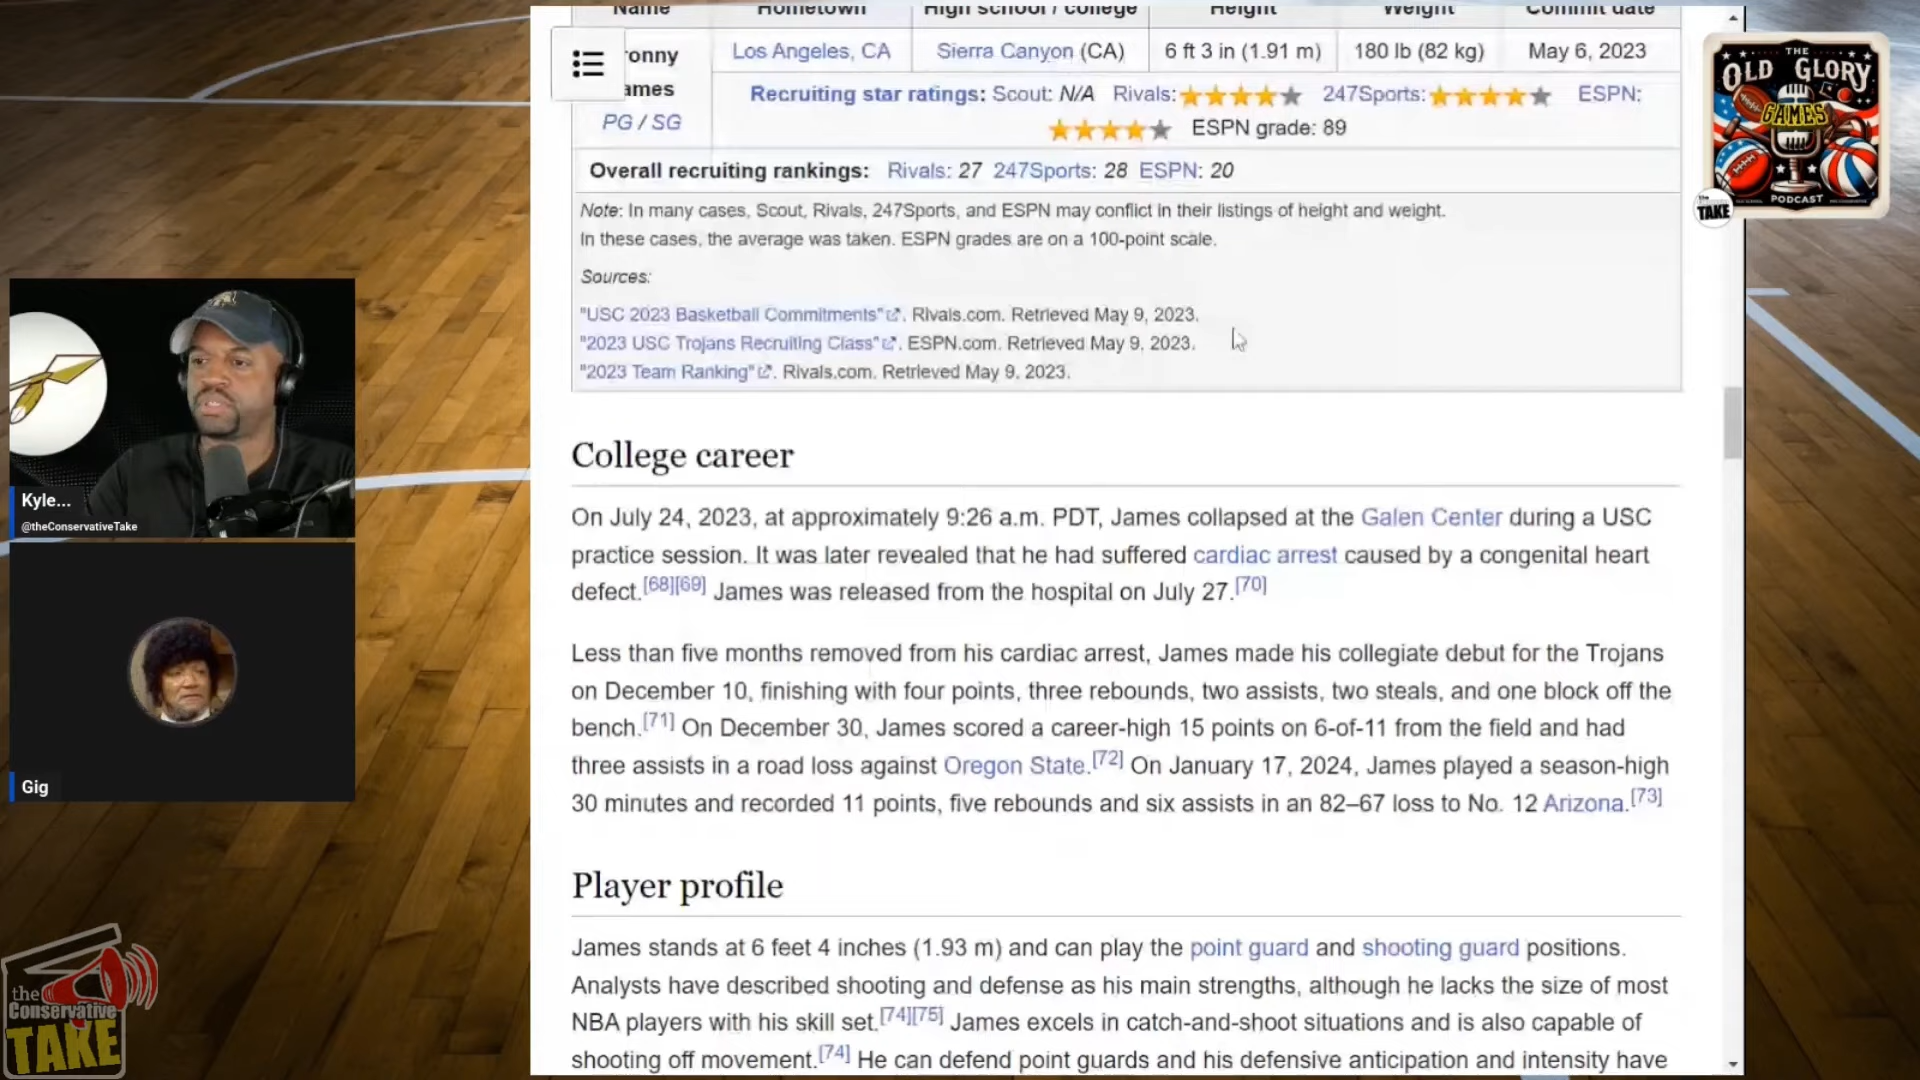 Name Hometown High school / college Height Weight Commit date
ronny
ames
PG / SG
Los Angeles, CA Sierra Canyon (CA) 6 ft 3 in (1.91 m) 180 lb (82 kg) May 6, 2023
Recruiting star ratings: Scout: N/A Rivals: 247Sports: ESPN:
ESPN grade: 89
Overall recruiting rankings: Rivals: 27 247Sports: 28 ESPN: 20
Note: In many cases, Scout, Rivals, 247Sports, and ESPN may conflict in their listings of height and weight.
In these cases, the average was taken. ESPN grades are on a 100-point scale.
Sources:
"USC 2023 Basketball Commitments". Rivals.com. Retrieved May 9, 2023.
"2023 USC Trojans Recruiting Class". ESPN.com. Retrieved May 9, 2023.
"2023 Team Ranking". Rivals.com. Retrieved May 9, 2023.
College career
On July 24, 2023, at approximately 9:26 a.m. PDT, James collapsed at the Galen Center during a USC
practice session. It was later revealed that he had suffered cardiac arrest caused by a congenital heart
defect.[68][69] James was released from the hospital on July 27.[70]
Less than five months removed from his cardiac arrest, James made his collegiate debut for the Trojans
on December 10, finishing with four points, three rebounds, two assists, two steals, and one block off the
bench.[71] On December 30, James scored a career-high 15 points on 6-of-11 from the field and had
three assists in a road loss against Oregon State.[72] On January 17, 2024, James played a season-high
30 minutes and recorded 11 points, five rebounds and six assists in an 82–67 loss to No. 12 Arizona.[73]
Player profile
James stands at 6 feet 4 inches (1.93 m) and can play the point guard and shooting guard positions.
Analysts have described shooting and defense as his main strengths, although he lacks the size of most
NBA players with his skill set.[74][75] James excels in catch-and-shoot situations and is also capable of
shooting off movement.[74] He can defend point guards and his defensive anticipation and intensity have
Kyle...
@theConservativeTake
Gig
the
Conservative
TAKE
THE
OLD GLORY
GAMES
PODCAST
TAKE